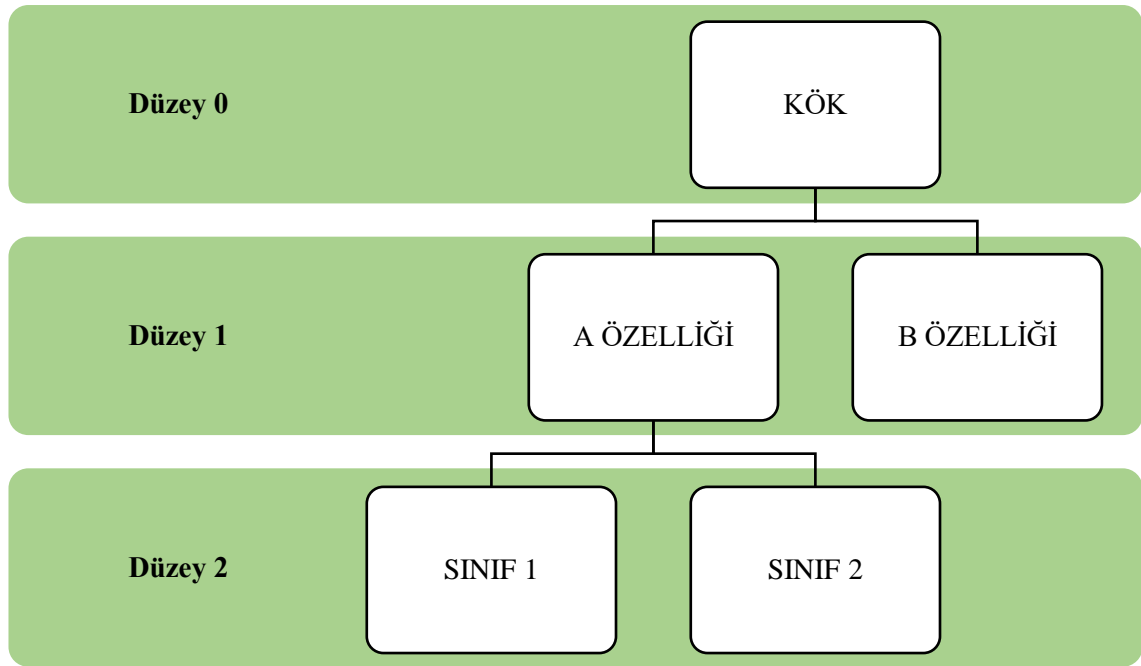 Düzey 0
KÖK
Düzey 1
A ÖZELLİĞİ
B ÖZELLİĞİ
Düzey 2
SINIF 1
SINIF 2